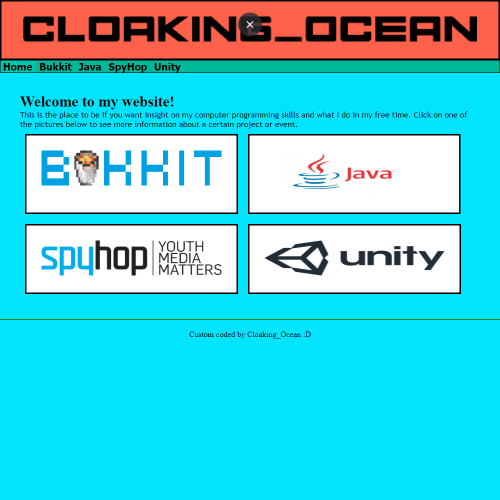 CLOAKING_OCEAN
Home Bukkit Java SpyHop Unity
Welcome to my website!
This is the place to be if you want insight on my computer programming skills and what I do in my free time. Click on one of
the pictures below to see more information about a certain project or event.
BUKKIT
Java
spyhop YOUTH
MEDIA
MATTERS
unity
Custom coded by Cloaking_Ocean :D